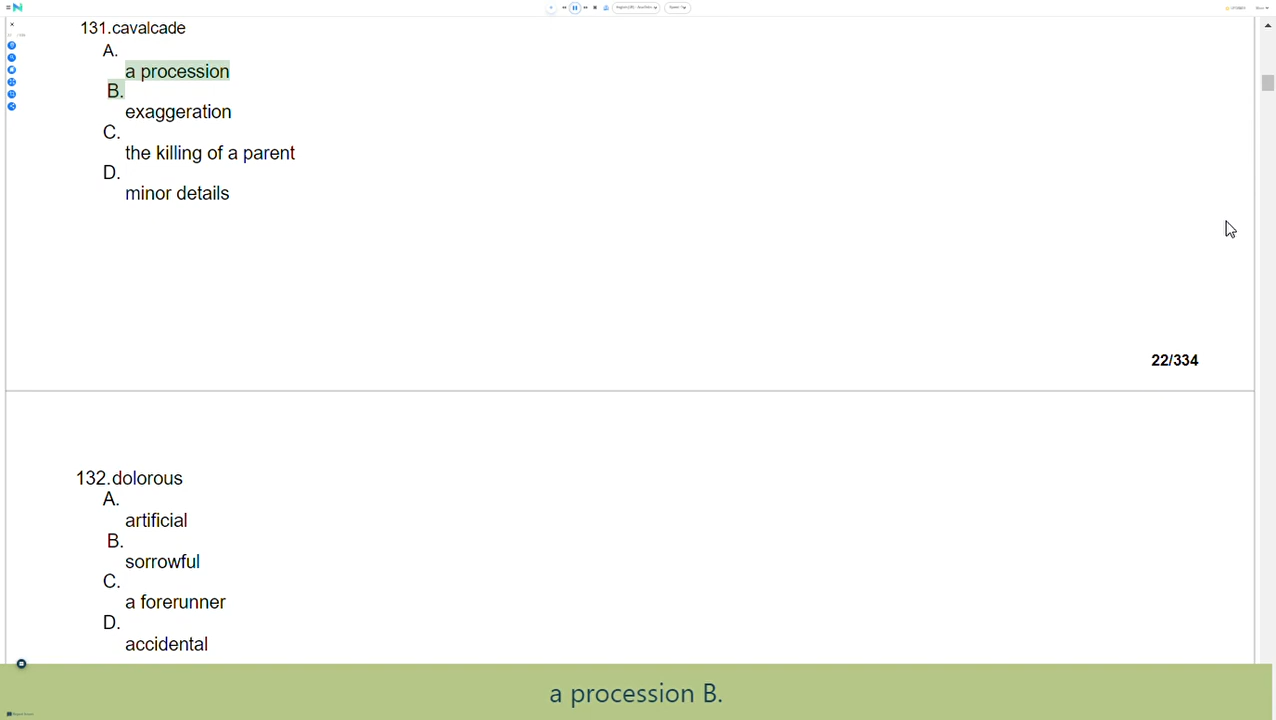 131.cavalcade
A.
a procession
B.
exaggeration
C.
the killing of a parent
D.
minor details
22/334
132.dolorous
A.
artificial
B.
sorrowful
C.
a forerunner
D.
accidental
a procession B.